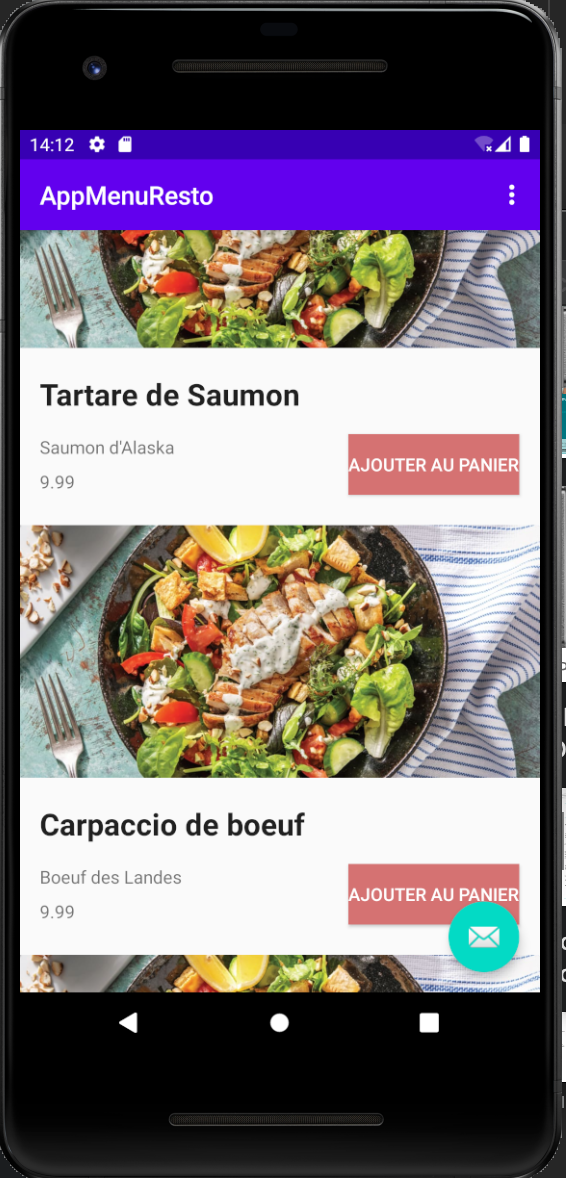 14:12
AppMenuResto
Tartare de Saumon
Saumon d'Alaska
9.99
AJOUTER AU PANIER
Carpaccio de boeuf
Boeuf des Landes
9.99
AJOUTER AU PANIER